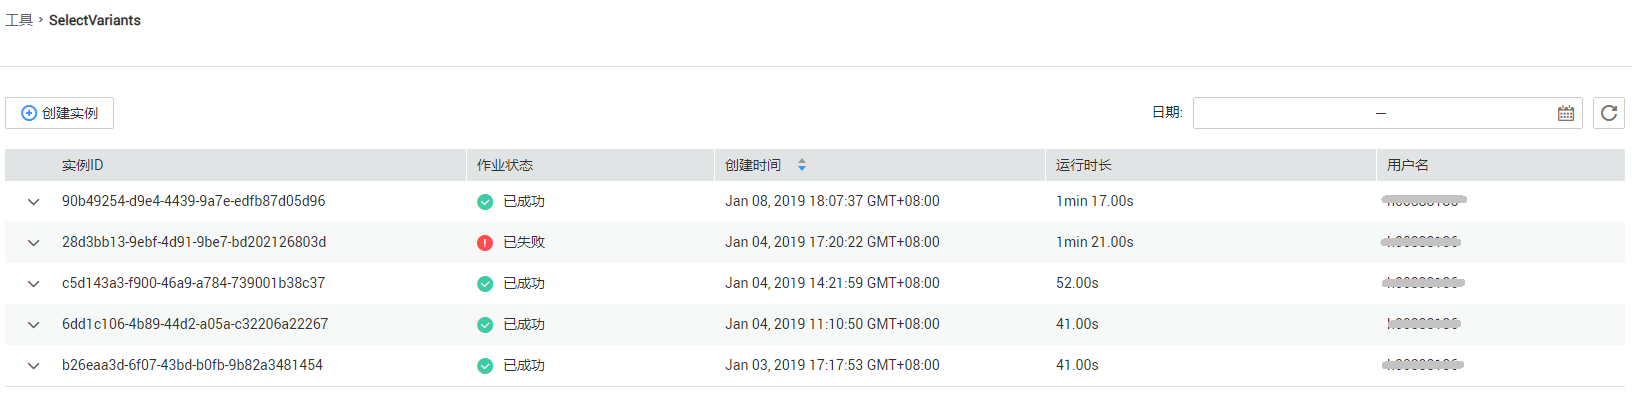 工具 › SelectVariants
创建实例 日期: –
实例ID 作业状态 创建时间 运行时长 用户名
90b49254-d9e4-4439-9a7e-edfb87d05d96 已成功 Jan 08, 2019 18:07:37 GMT+08:00 1min 17.00s
28d3bb13-9ebf-4d91-9be7-bd202126803d 已失败 Jan 04, 2019 17:20:22 GMT+08:00 1min 21.00s
c5d143a3-f900-46a9-a784-739001b38c37 已成功 Jan 04, 2019 14:21:59 GMT+08:00 52.00s
6dd1c106-4b89-44d2-a05a-c32206a22267 已成功 Jan 04, 2019 11:10:50 GMT+08:00 41.00s
b26eaa3d-6f07-43bd-b0fb-9b82a3481454 已成功 Jan 03, 2019 17:17:53 GMT+08:00 41.00s